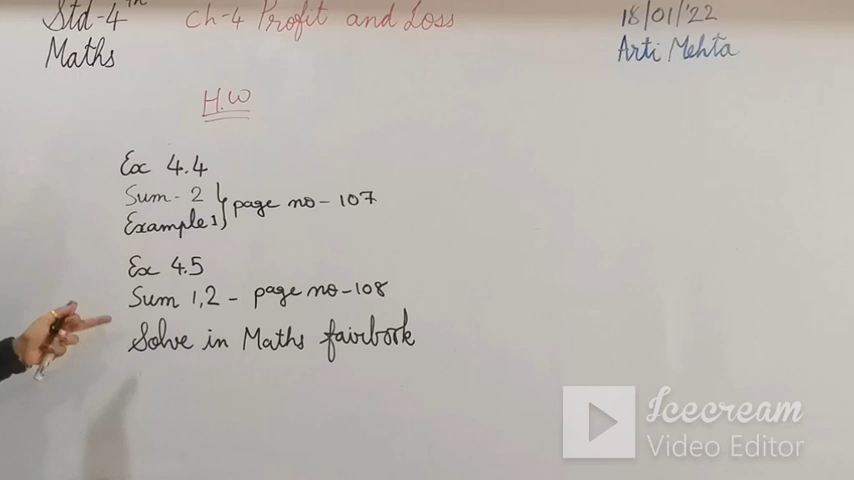 Std-4th Ch-4 Profit and Loss 18/01/'22
Maths Arti Mehta
H.W
Ex 4.4
Sum-2
Example 1 } page no-107
Ex 4.5
Sum 1,2 - page no-108
Solve in Maths fairbook
Icecream
Video Editor